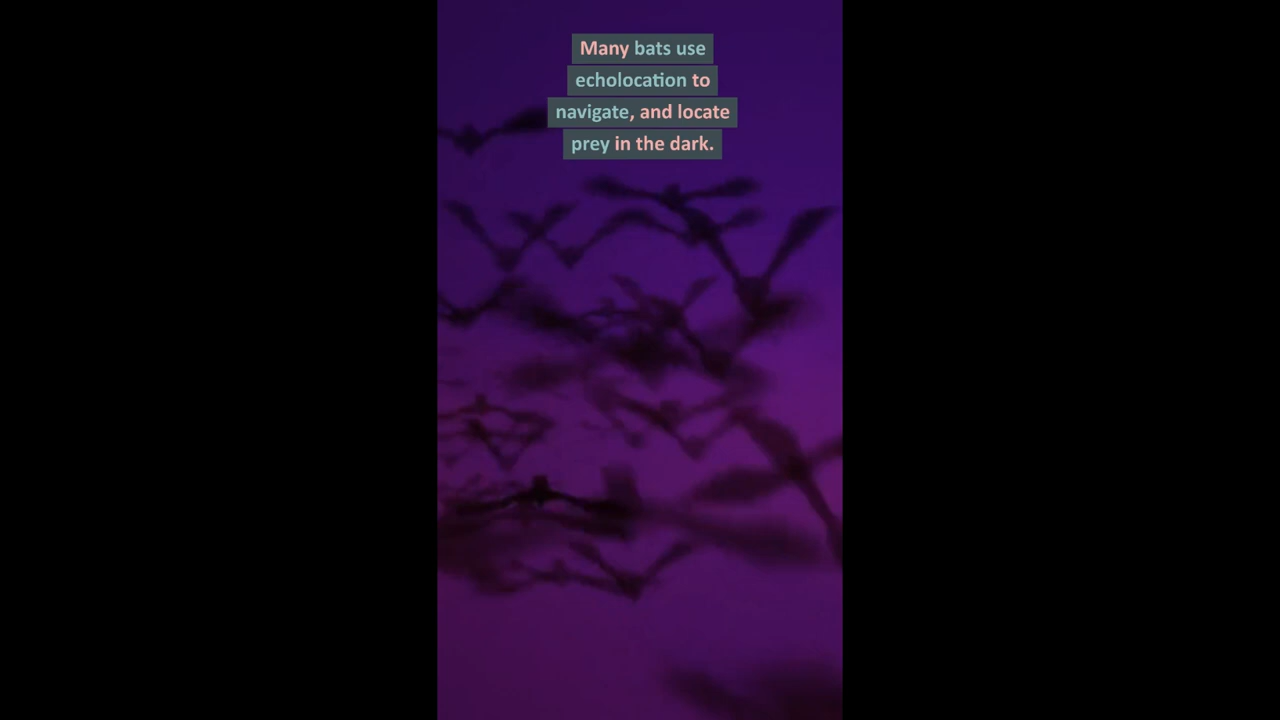 Many bats use
echolocation to
navigate, and locate
prey in the dark.